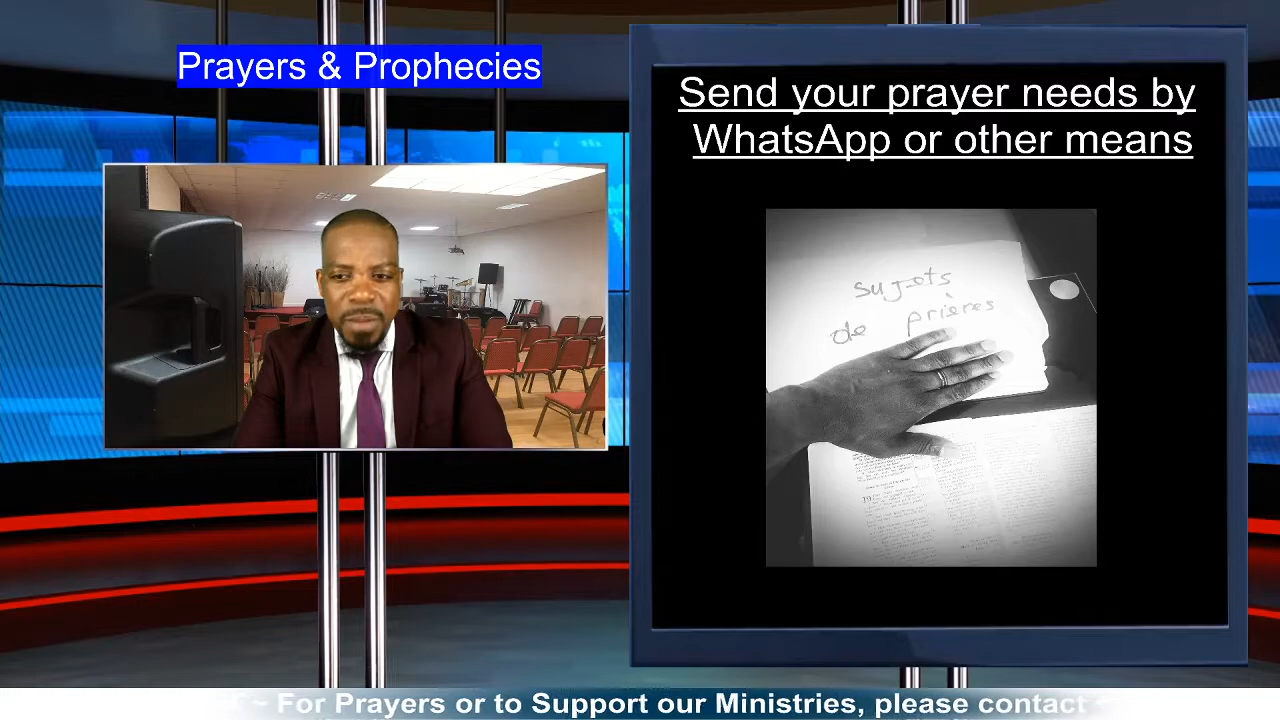 Prayers & Prophecies
Send your prayer needs by
WhatsApp or other means
sujets
de prières
~ For Prayers or to Support our Ministries, please contact